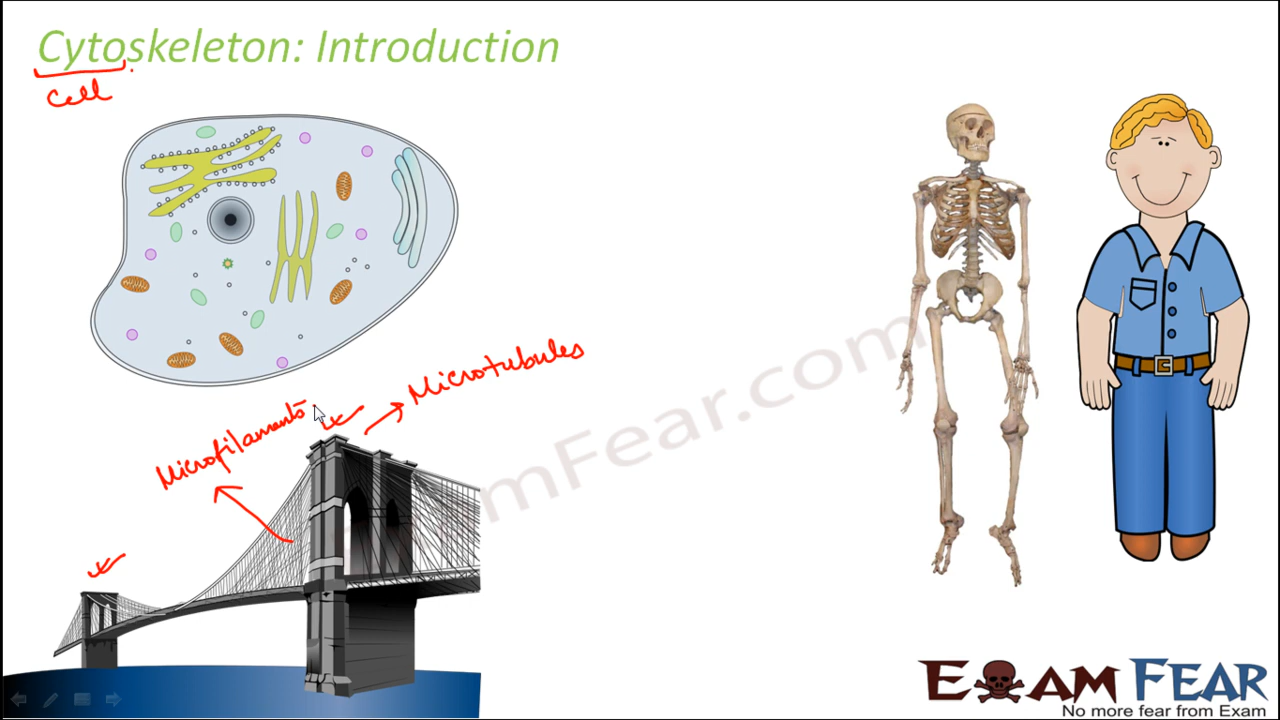 Cytoskeleton: Introduction
Cell
Microtubules
Microfilaments
ExamFear.com
EXAM FEAR
No more fear from Exam